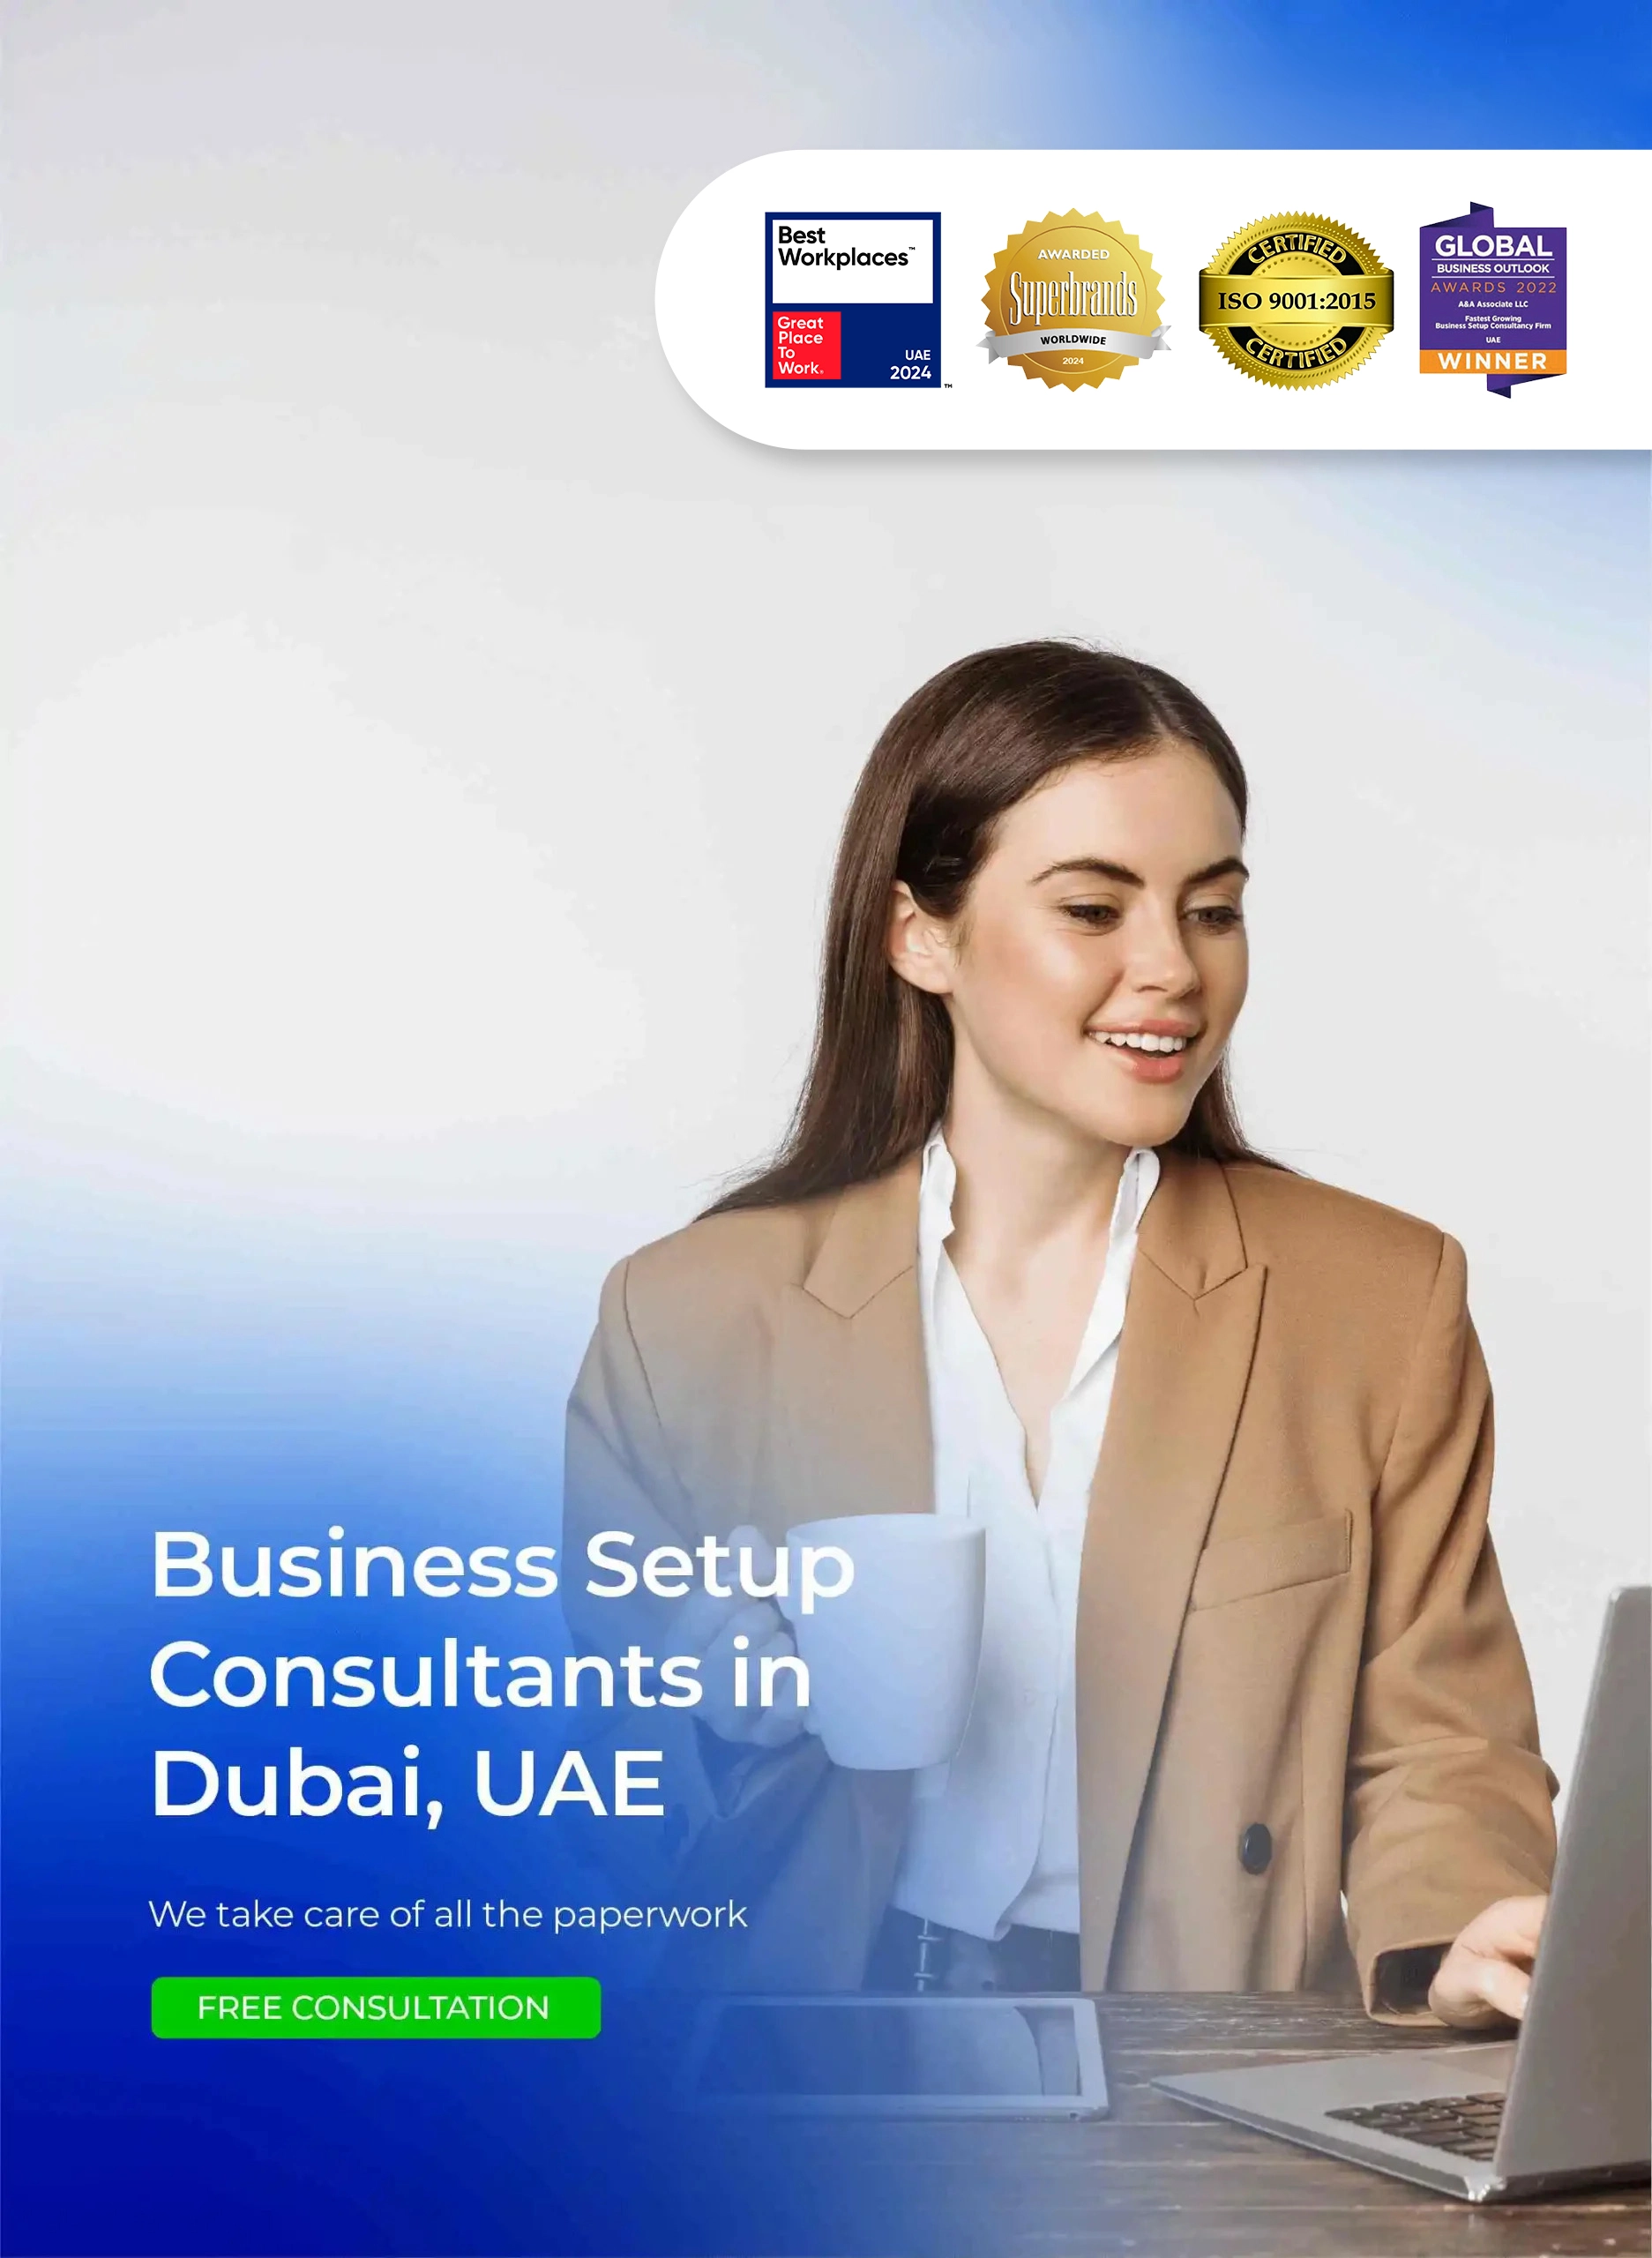 Best
Workplaces™
Great
Place
To
Work.
UAE
2024
™
AWARDED
Superbrands
WORLDWIDE
2024
CERTIFIED
ISO 9001:2015
CERTIFIED
GLOBAL
BUSINESS OUTLOOK
AWARDS 2022
A&A Associate LLC
Fastest Growing
Business Setup Consultancy Firm
UAE
WINNER
Business Setup
Consultants in
Dubai, UAE
We take care of all the paperwork
FREE CONSULTATION